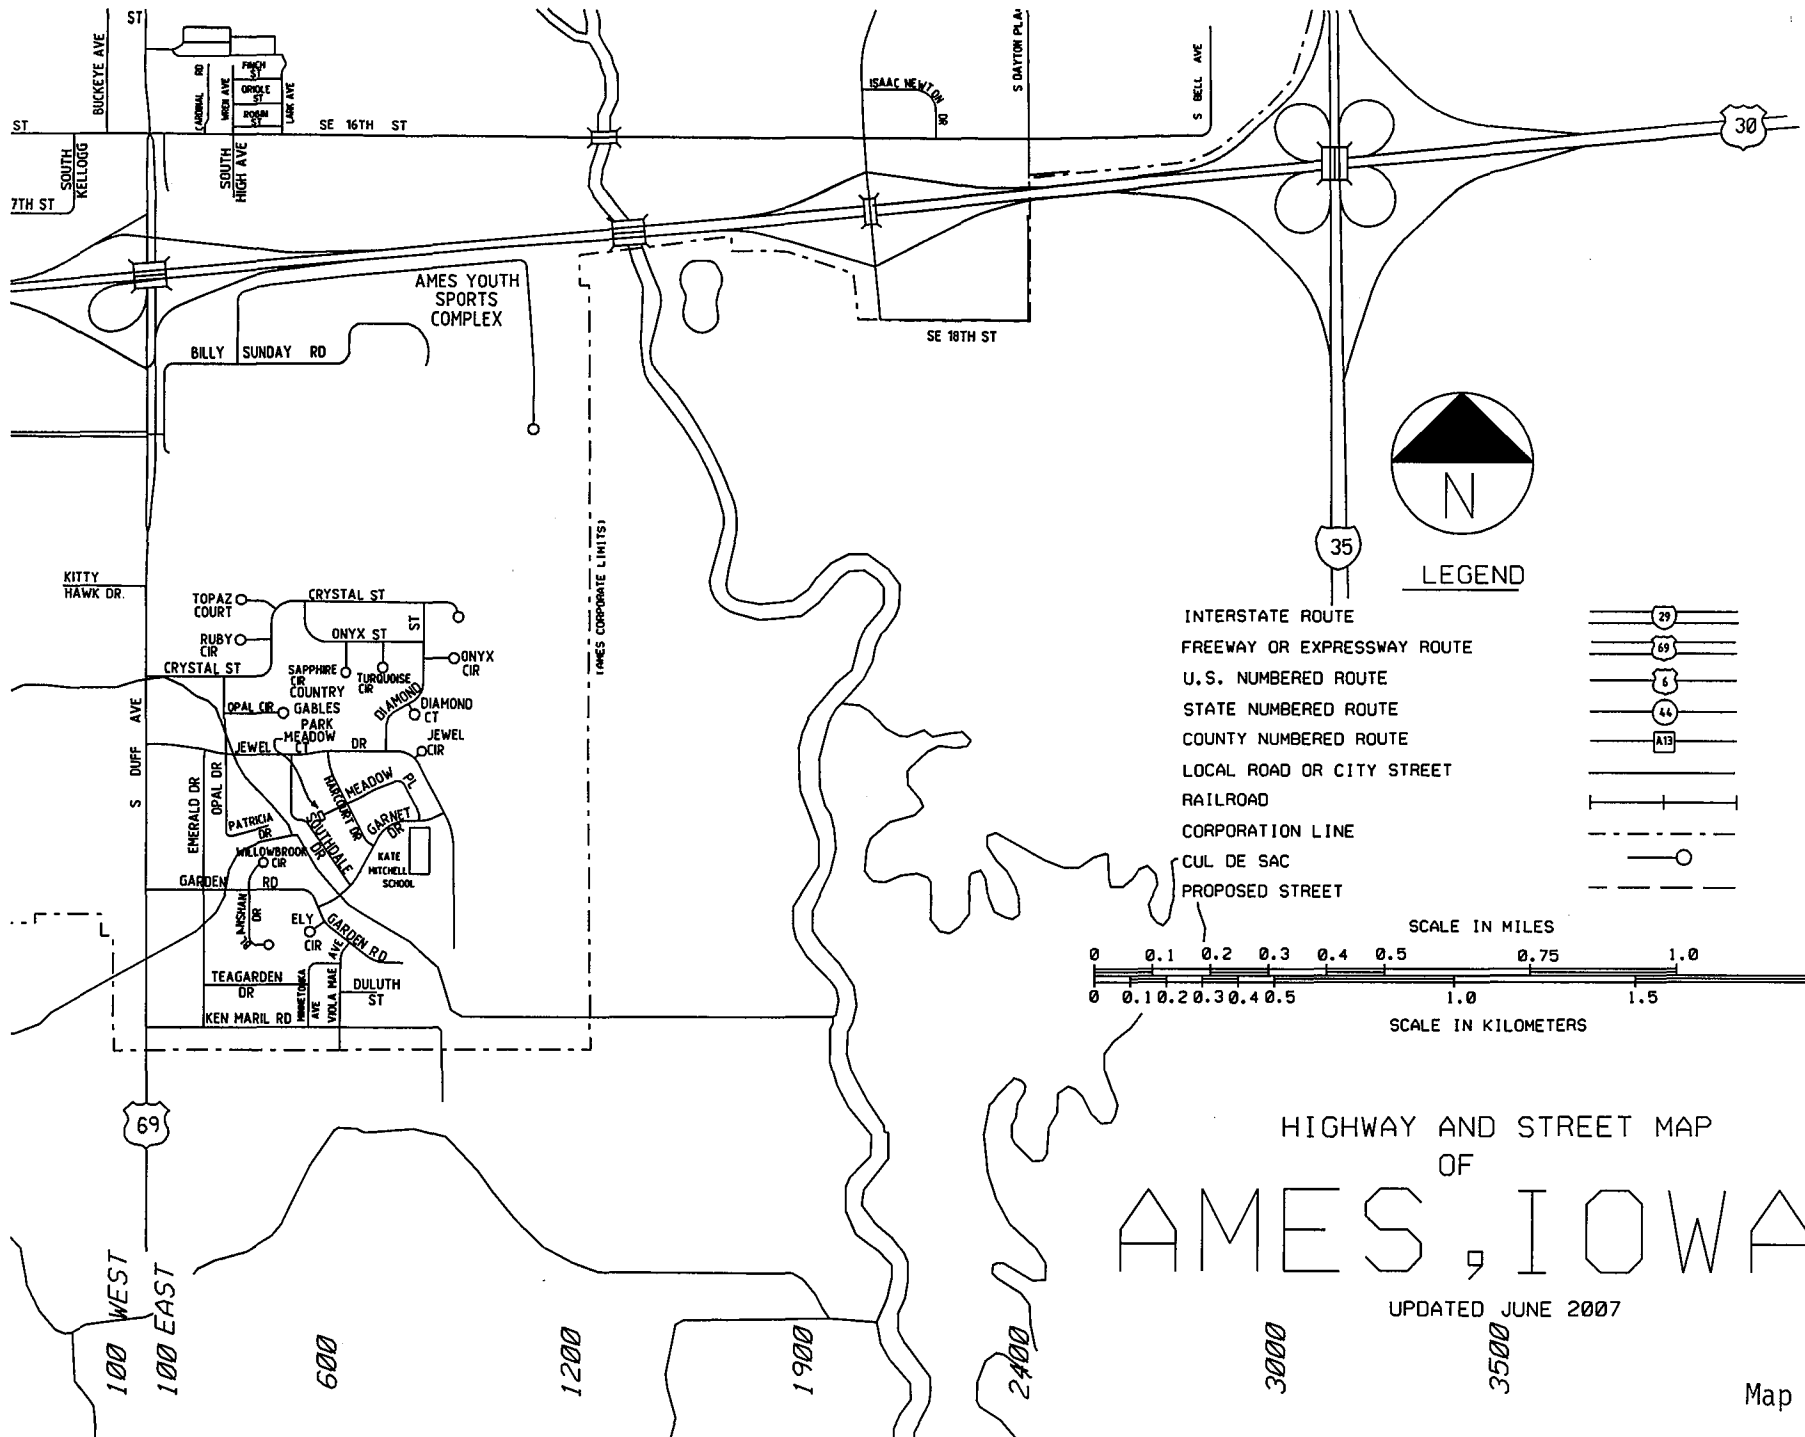 ST
BUCKEYE AVE
CARDINAL RD
WREN AVE
FINCH
ST
ORIOLE
ST
ROBIN
ST
LARK AVE
ST
SE 16TH ST
SOUTH
KELLOGG
SOUTH
HIGH AVE
7TH ST
ISAAC NEWTON
DR
S DAYTON PLA
S BELL AVE
30
AMES YOUTH
SPORTS
COMPLEX
BILLY SUNDAY RD
SE 18TH ST
(AMES CORPORATE LIMITS)
N
35
KITTY
HAWK DR.
TOPAZ
COURT
CRYSTAL ST
ST
RUBY
CIR
ONYX ST
ONYX
CIR
CRYSTAL ST
SAPPHIRE
CIR
TURQUOISE
CIR
COUNTRY
GABLES
PARK
OPAL CIR
DIAMOND
DIAMOND
CT
S DUFF AVE
MEADOW
CT
JEWEL DR
JEWEL
CIR
EMERALD DR
OPAL DR
HARCOURT DR
MEADOW PL
PATRICIA
DR
SOUTHDALE
DR
GARNET
DR
WILLOWBROOK
CIR
KATE
MITCHELL
SCHOOL
GARDEN RD
DR
ELY
CIR
GARDEN RD
TEAGARDEN
DR
MINNETONKA
AVE
VIOLA MAE AVE
DULUTH
ST
KEN MARIL RD
69
LEGEND
INTERSTATE ROUTE 29
FREEWAY OR EXPRESSWAY ROUTE 69
U.S. NUMBERED ROUTE 6
STATE NUMBERED ROUTE 44
COUNTY NUMBERED ROUTE A13
LOCAL ROAD OR CITY STREET
RAILROAD
CORPORATION LINE
CUL DE SAC
PROPOSED STREET
SCALE IN MILES
0 0.1 0.2 0.3 0.4 0.5 0.75 1.0
0 0.1 0.2 0.3 0.4 0.5 1.0 1.5
SCALE IN KILOMETERS
HIGHWAY AND STREET MAP
OF
AMES, IOWA
UPDATED JUNE 2007
100 WEST
100 EAST
600
1200
1900
2400
3000
3500
Map